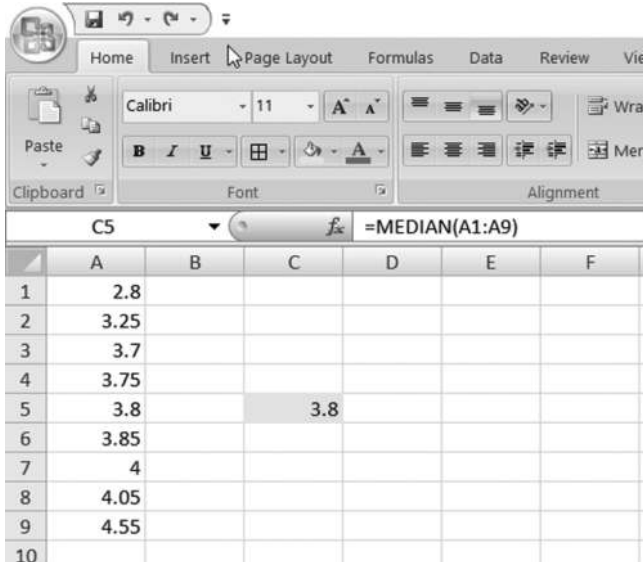 Home Insert Page Layout Formulas Data Review Vie
Calibri 11 A A Wra
Paste B I U A Mer
Clipboard Font Alignment
C5 fx =MEDIAN(A1:A9)
A B C D E F
1 2.8
2 3.25
3 3.7
4 3.75
5 3.8 3.8
6 3.85
7 4
8 4.05
9 4.55
10